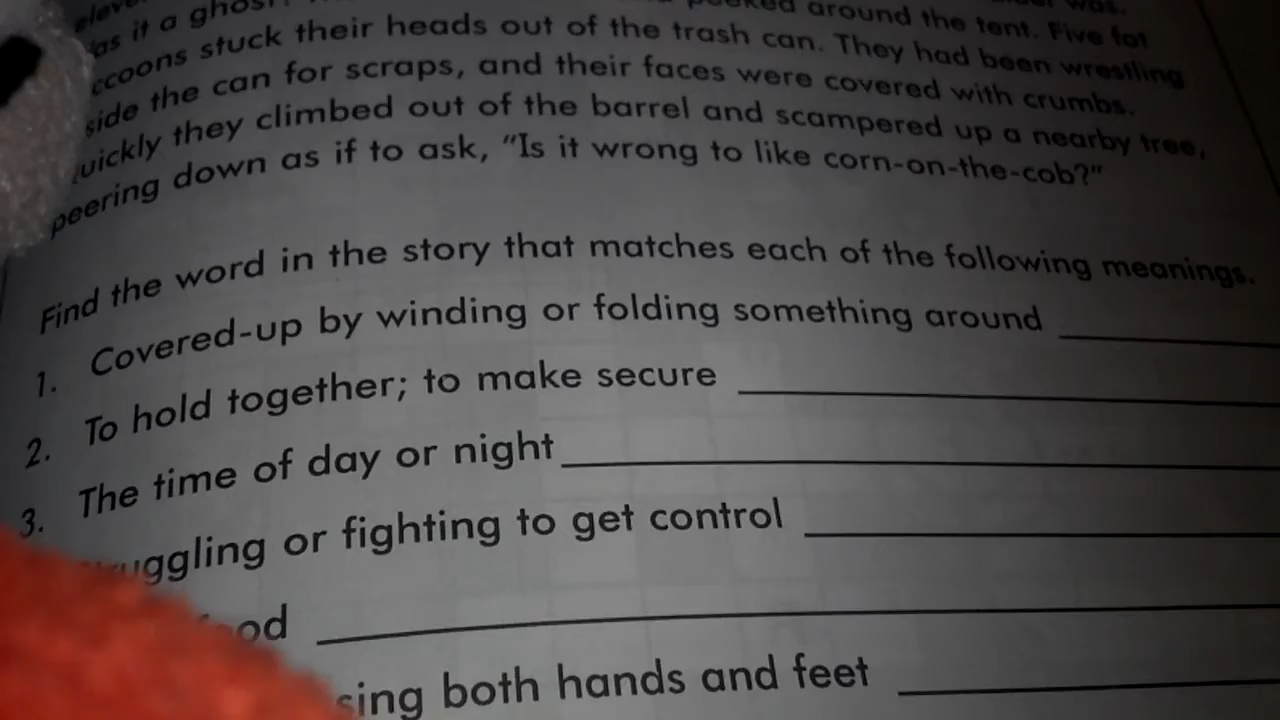 as it a ghost around the tent. Five fat
stuck their heads out of the trash can. They had been wrestling
side the can for scraps, and their faces were covered with crumbs.
uickly they climbed out of the barrel and scampered up a nearby tree,
peering down as if to ask, "Is it wrong to like corn-on-the-cob?"
Find the word in the story that matches each of the following meanings.
1. Covered-up by winding or folding something around
2. To hold together; to make secure
3. The time of day or night
uggling or fighting to get control
ood
sing both hands and feet